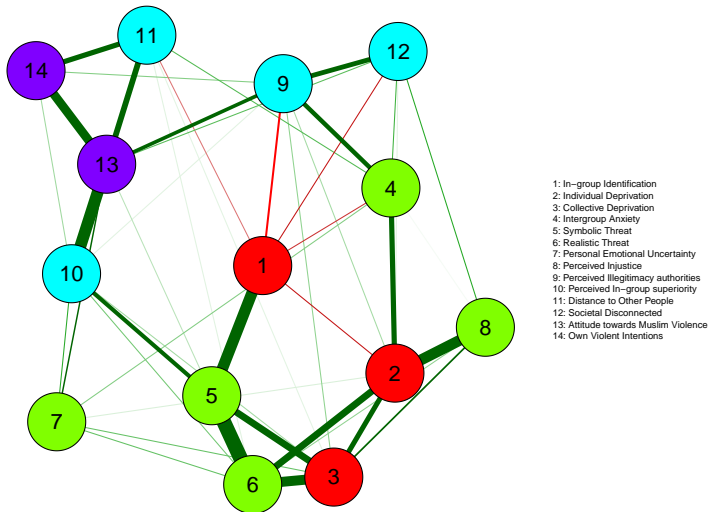 11
14
12
9
13
4
1
10
8
2
5
7
3
6
1: In−group Identification
2: Individual Deprivation
3: Collective Deprivation
4: Intergroup Anxiety
5: Symbolic Threat
6: Realistic Threat
7: Personal Emotional Uncertainty
8: Perceived Injustice
9: Perceived Illegitimacy authorities
10: Perceived In−group superiority
11: Distance to Other People
12: Societal Disconnected
13: Attitude towards Muslim Violence
14: Own Violent Intentions